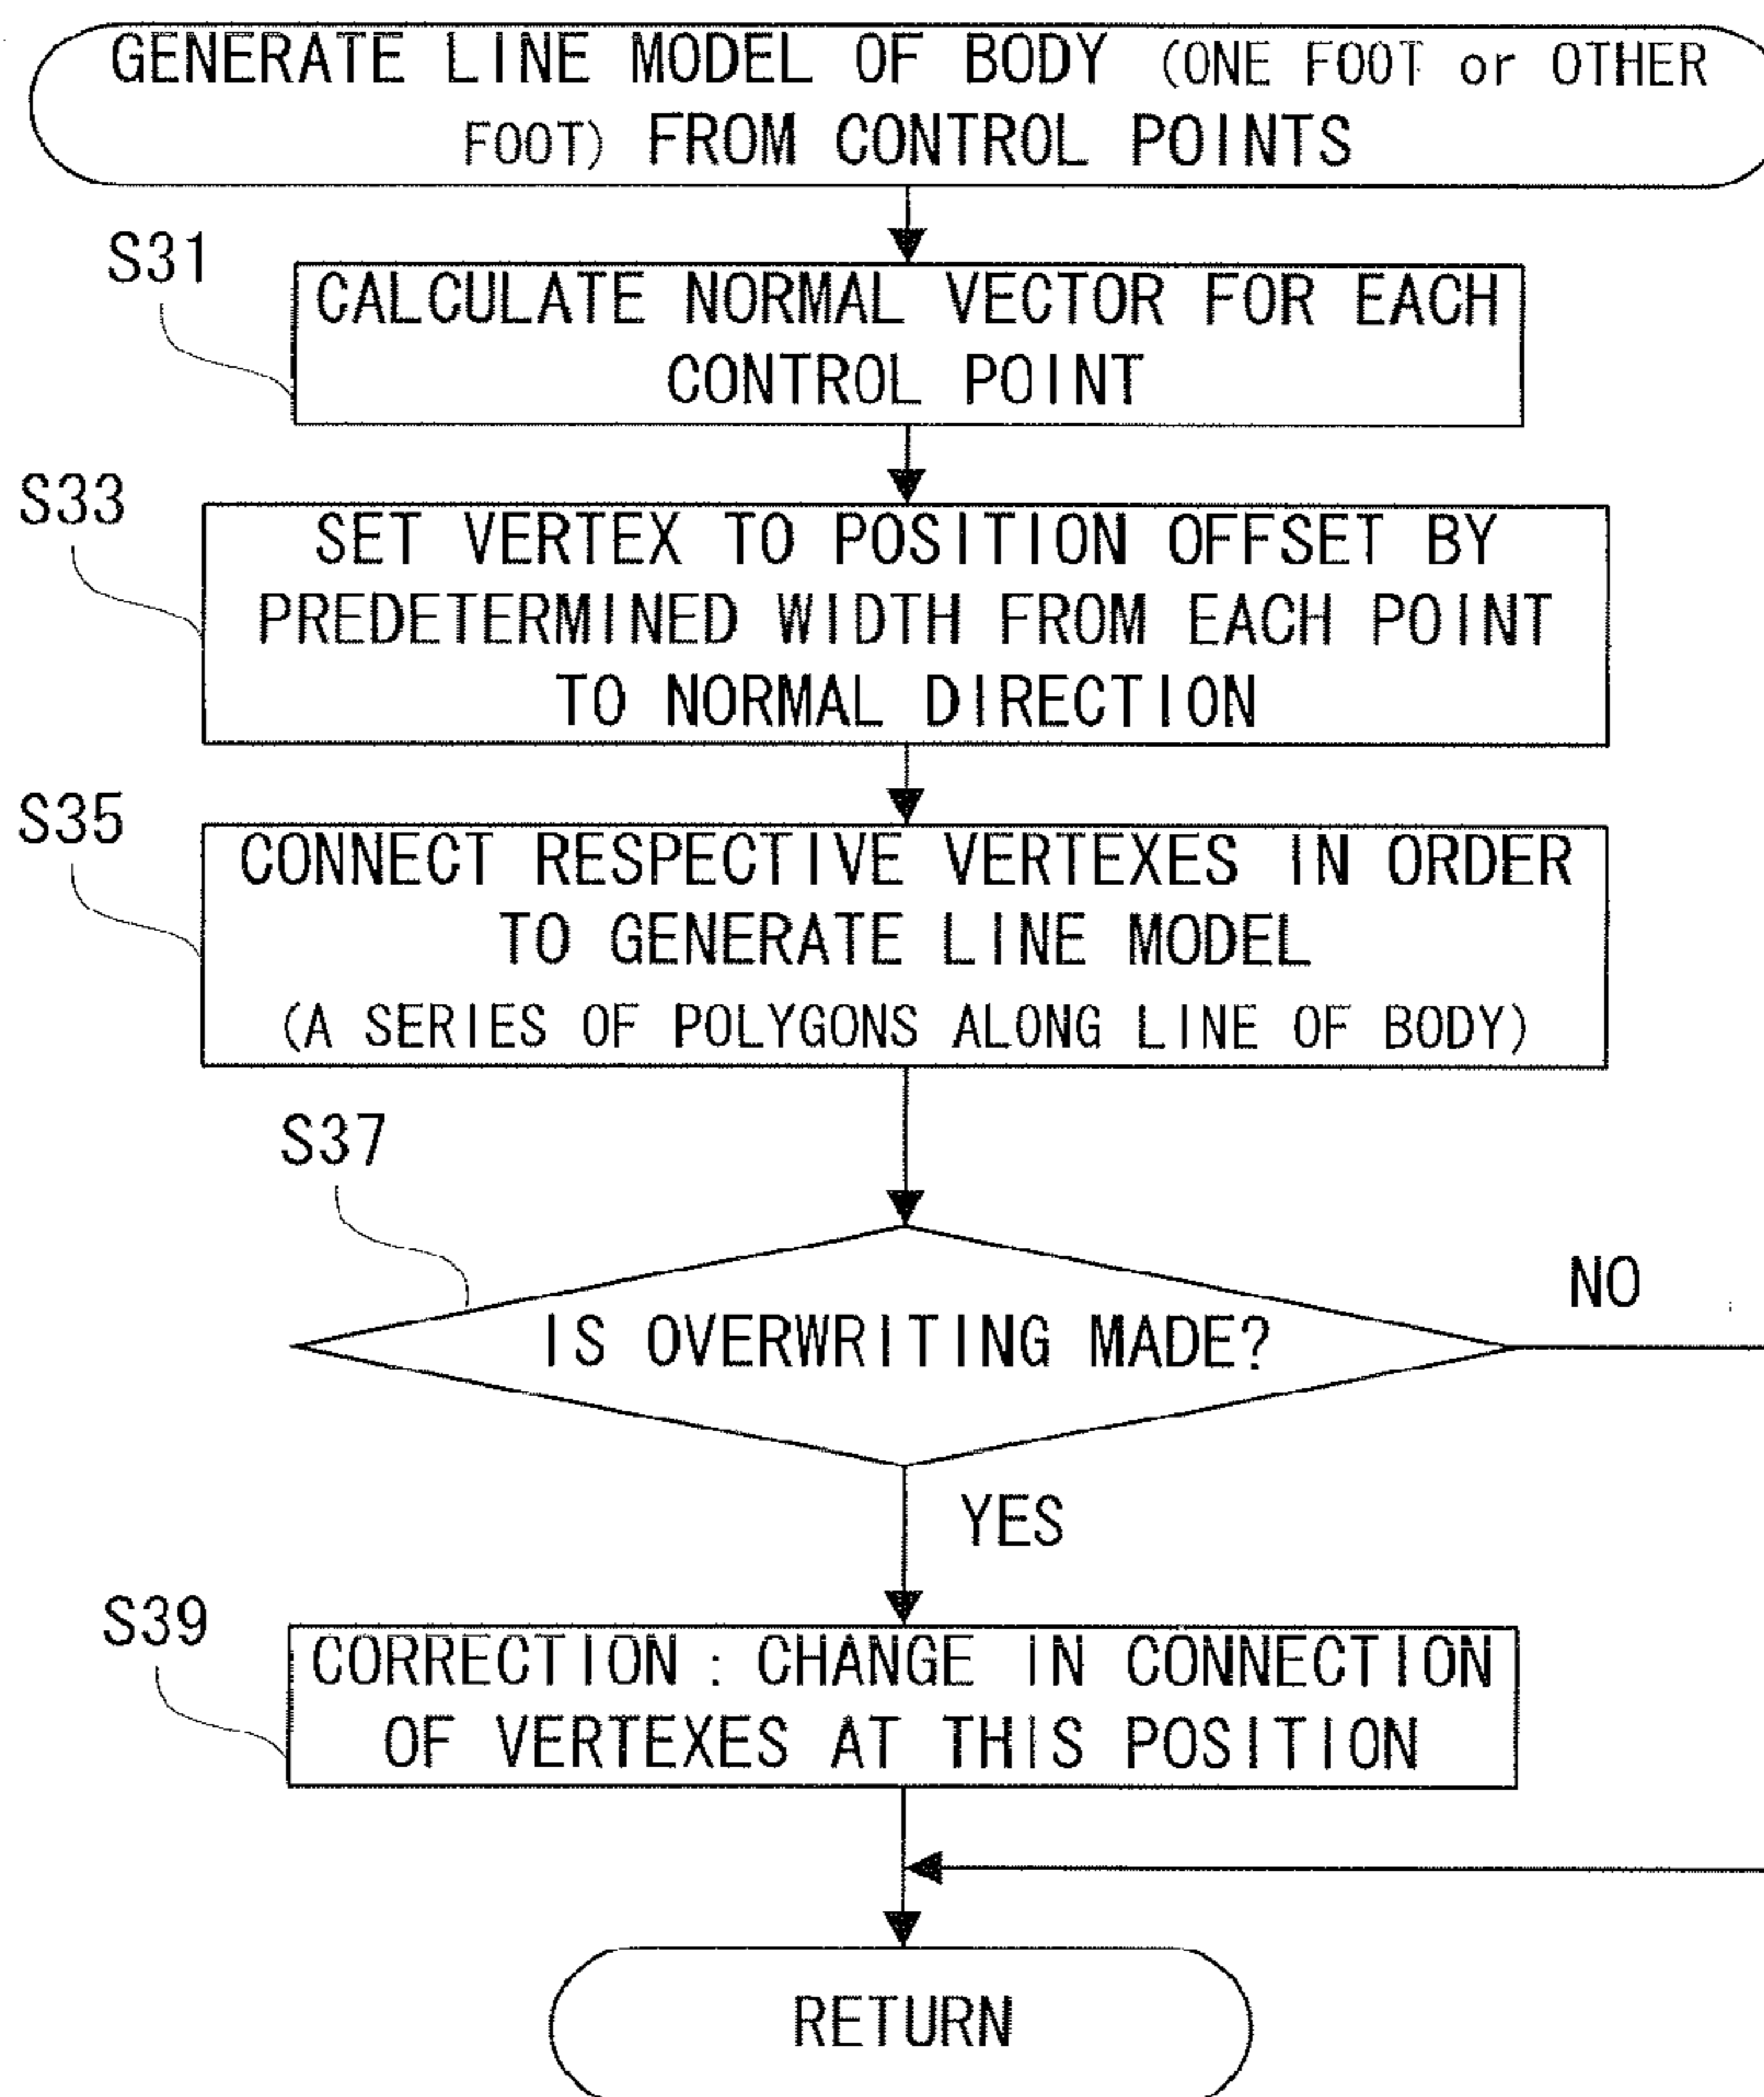 GENERATE LINE MODEL OF BODY (ONE FOOT or OTHER
FOOT) FROM CONTROL POINTS
S31
CALCULATE NORMAL VECTOR FOR EACH
CONTROL POINT
S33
SET VERTEX TO POSITION OFFSET BY
PREDETERMINED WIDTH FROM EACH POINT
TO NORMAL DIRECTION
S35
CONNECT RESPECTIVE VERTEXES IN ORDER
TO GENERATE LINE MODEL
(A SERIES OF POLYGONS ALONG LINE OF BODY)
S37
IS OVERWRITING MADE?
NO
YES
S39
CORRECTION : CHANGE IN CONNECTION
OF VERTEXES AT THIS POSITION
RETURN